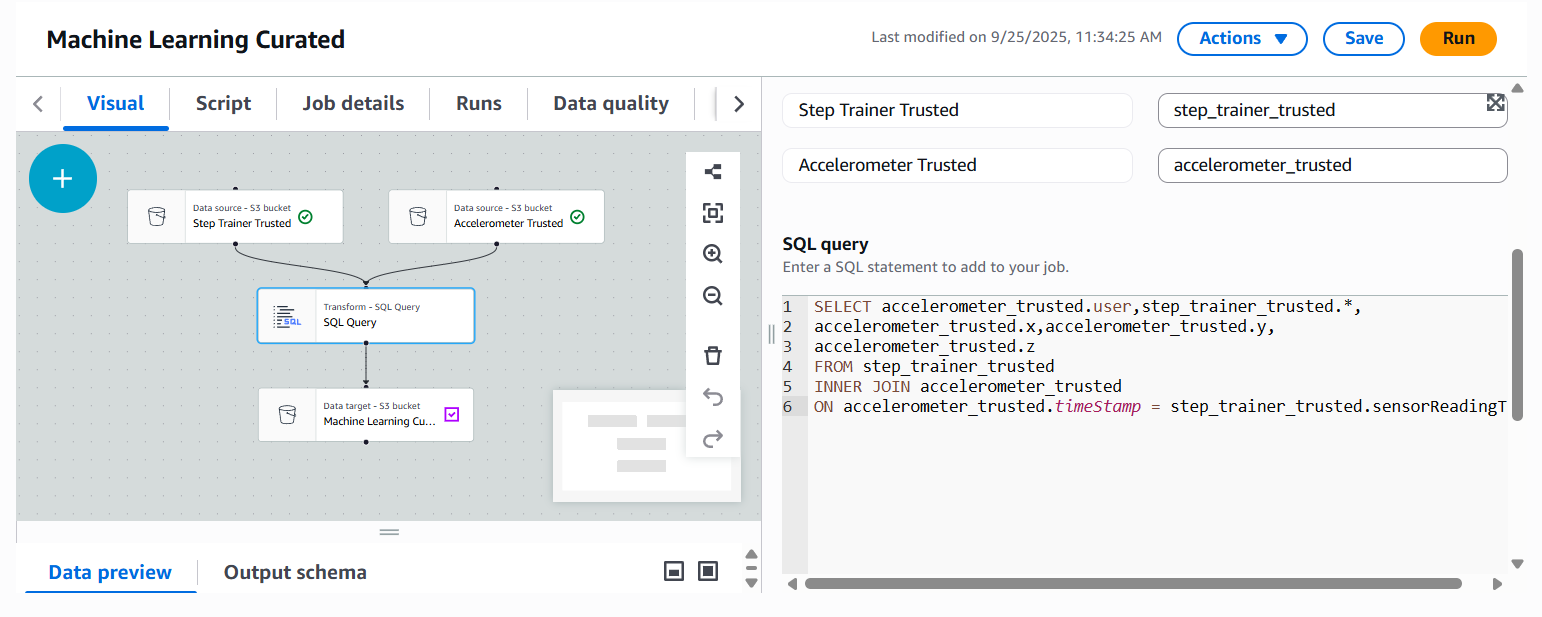 Machine Learning Curated
Last modified on 9/25/2025, 11:34:25 AM
Actions
Save
Run
Visual
Script
Job details
Runs
Data quality
Data source - S3 bucket
Step Trainer Trusted
Data source - S3 bucket
Accelerometer Trusted
Transform - SQL Query
SQL Query
SQL
Data target - S3 bucket
Machine Learning Cu...
Data preview
Output schema
Step Trainer Trusted
step_trainer_trusted
Accelerometer Trusted
accelerometer_trusted
SQL query
Enter a SQL statement to add to your job.
1 SELECT accelerometer_trusted.user,step_trainer_trusted.*,
2 accelerometer_trusted.x,accelerometer_trusted.y,
3 accelerometer_trusted.z
4 FROM step_trainer_trusted
5 INNER JOIN accelerometer_trusted
6 ON accelerometer_trusted.timeStamp = step_trainer_trusted.sensorReadingT